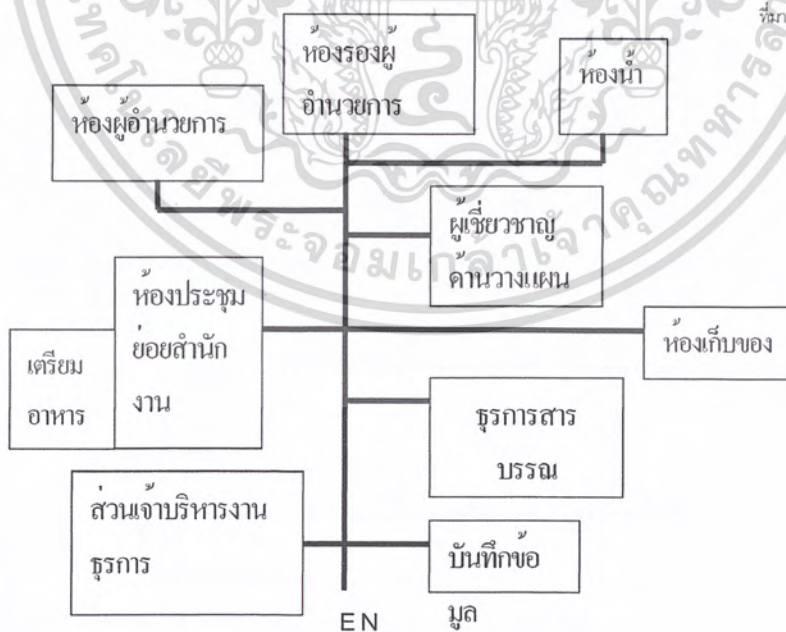 ที่มา
ห้องรองผู้
อำนวยการ
ห้องน้ำ
ห้องผู้อำนวยการ
ผู้เชี่ยวชาญ
ด้านวางแผน
ห้องประชุม
ย่อยสำนัก
งาน
ห้องเก็บของ
เตรียม
อาหาร
ธุรการสาร
บรรณ
ส่วนเจ้าบริหารงาน
ธุรการ
บันทึกข้อ
มูล
EN